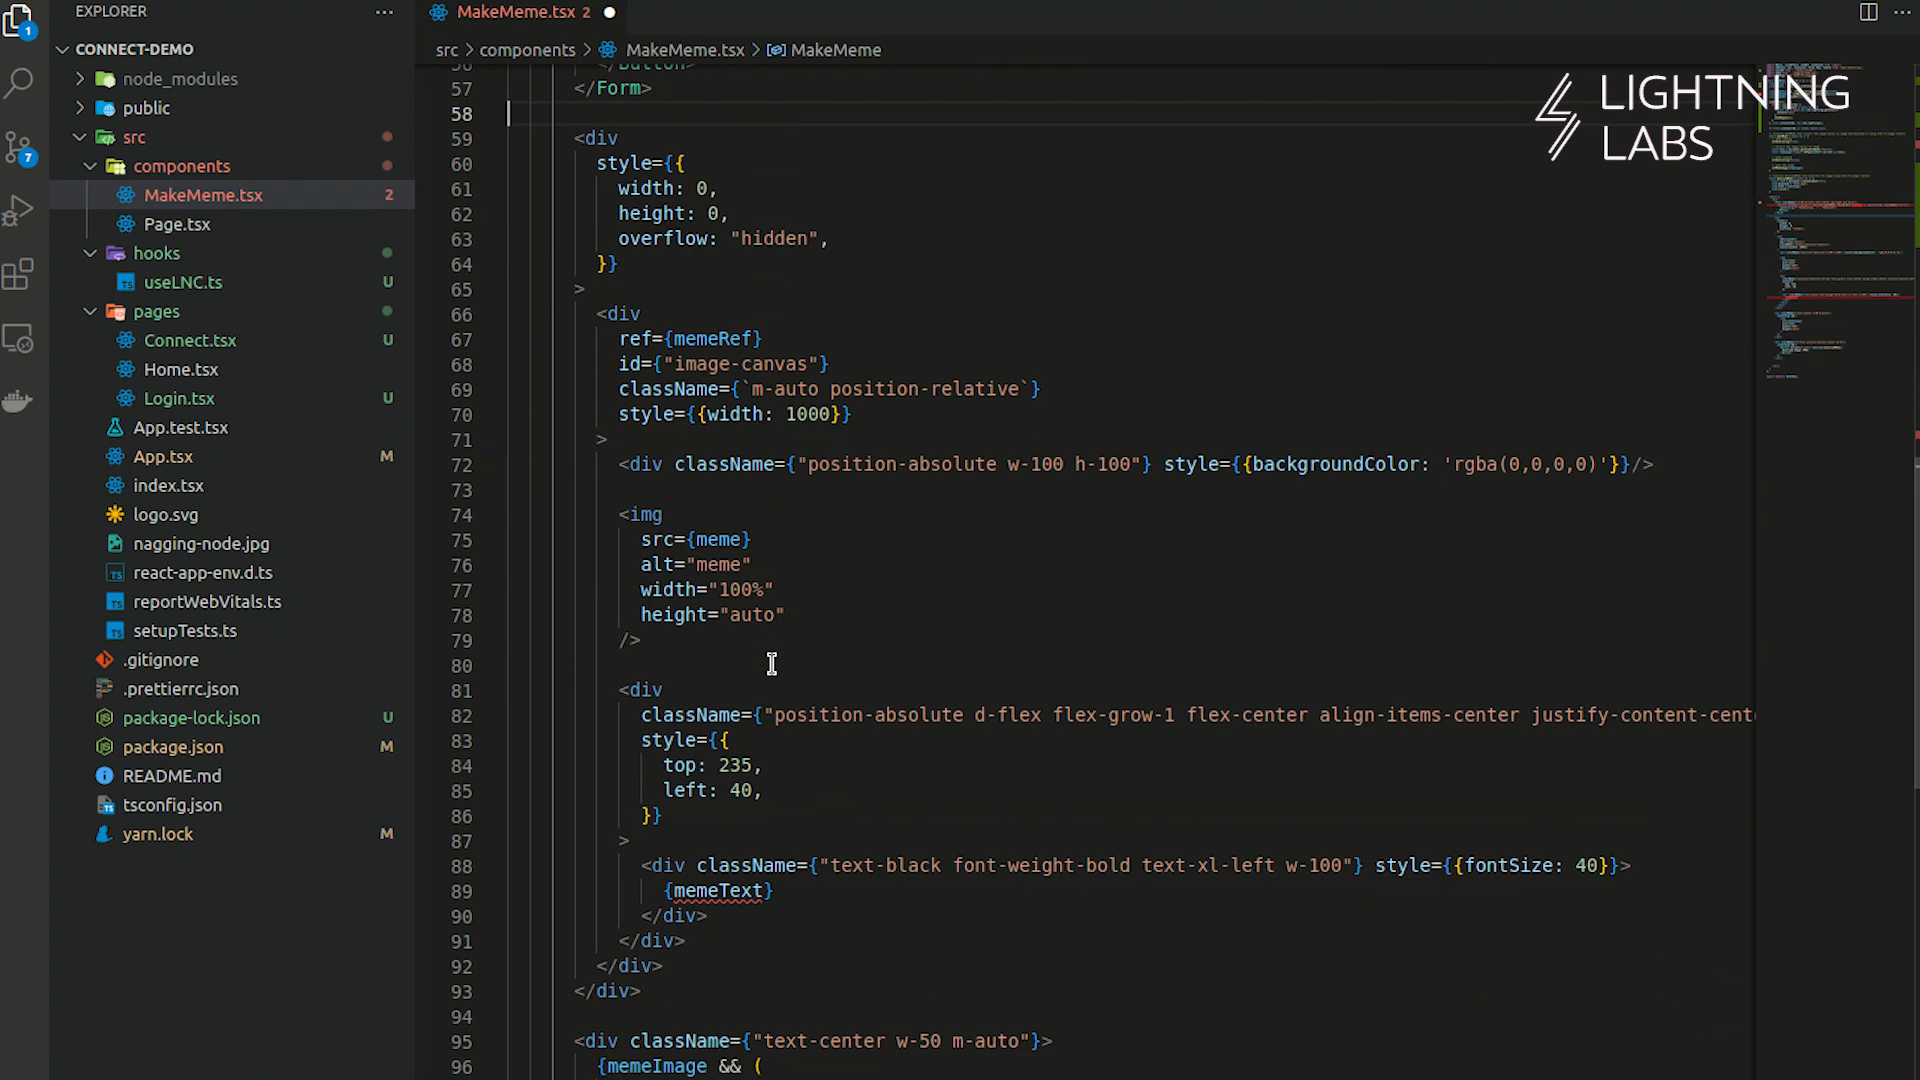 EXPLORER
CONNECT-DEMO
node_modules
public
src
components
MakeMeme.tsx 2
Page.tsx
hooks
useLNC.ts U
pages
Connect.tsx U
Home.tsx
Login.tsx U
App.test.tsx
App.tsx M
index.tsx
logo.svg
nagging-node.jpg
react-app-env.d.ts
reportWebVitals.ts
setupTests.ts
.gitignore
.prettierrc.json
package-lock.json U
package.json M
README.md
tsconfig.json
yarn.lock M
1
7
MakeMeme.tsx 2
src > components > MakeMeme.tsx > MakeMeme
56 </Button>
57 </Form>
58
59 <div
60 style={{
61 width: 0,
62 height: 0,
63 overflow: "hidden",
64 }}
65 >
66 <div
67 ref={memeRef}
68 id={"image-canvas"}
69 className={`m-auto position-relative`}
70 style={{width: 1000}}
71 >
72 <div className={"position-absolute w-100 h-100"} style={{backgroundColor: 'rgba(0,0,0,0)'}}/>
73
74 <img
75 src={meme}
76 alt="meme"
77 width="100%"
78 height="auto"
79 />
80
81 <div
82 className={"position-absolute d-flex flex-grow-1 flex-center align-items-center justify-content-cent
83 style={{
84 top: 235,
85 left: 40,
86 }}
87 >
88 <div className={"text-black font-weight-bold text-xl-left w-100"} style={{fontSize: 40}}>
89 {memeText}
90 </div>
91 </div>
92 </div>
93 </div>
94
95 <div className={"text-center w-50 m-auto"}>
96 {memeImage && (
LIGHTNING
LABS